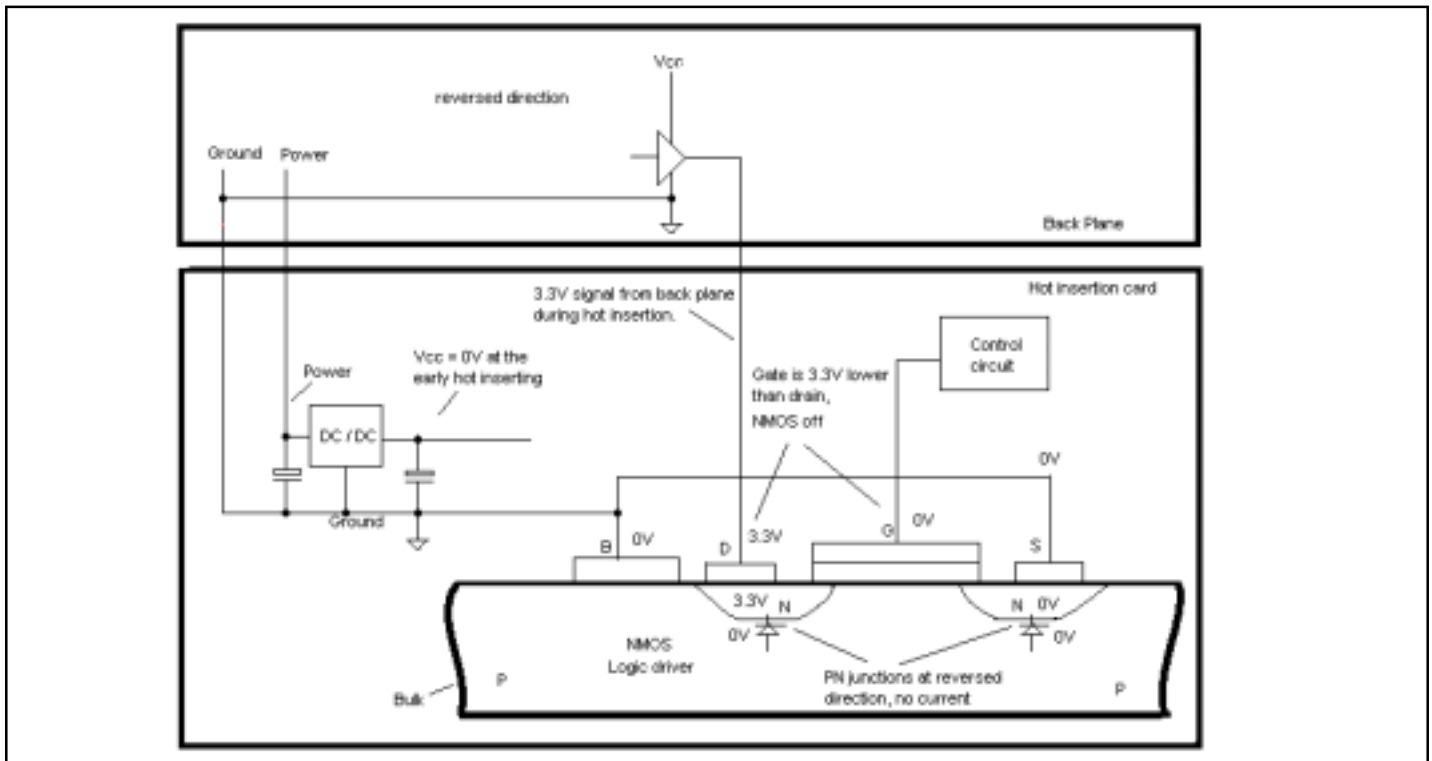 Vcc
reversed direction
Ground
Power
Back Plane
Hot insertion card
3.3V signal from back plane
during hot insertion.
Control
circuit
Vcc = 0V at the
early hot inserting
Power
Gate is 3.3V lower
than drain,
NMOS off
DC / DC
0V
Ground
B
0V
D
3.3V
G
0V
S
3.3V
N
0V
N
0V
0V
NMOS
Logic driver
P
PN junctions at reversed
direction, no current
P
Bulk